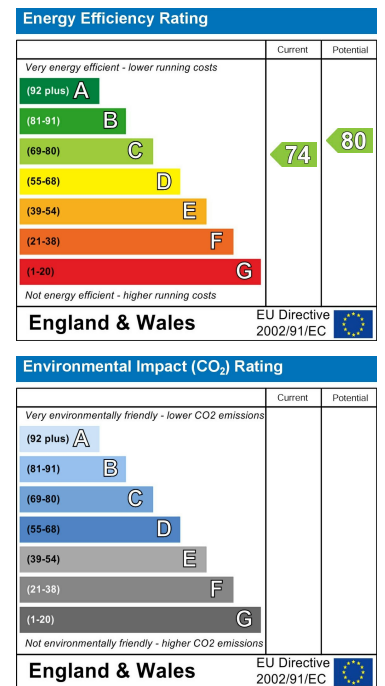 Energy Efficiency Rating
Current Potential
Very energy efficient - lower running costs
(92 plus) A
(81-91) B
(69-80) C
(55-68) D
(39-54) E
(21-38) F
(1-20) G
74 80
Not energy efficient - higher running costs
England & Wales EU Directive
2002/91/EC
Environmental Impact (CO₂) Rating
Current Potential
Very environmentally friendly - lower CO2 emissions
(92 plus) A
(81-91) B
(69-80) C
(55-68) D
(39-54) E
(21-38) F
(1-20) G
Not environmentally friendly - higher CO2 emissions
England & Wales EU Directive
2002/91/EC